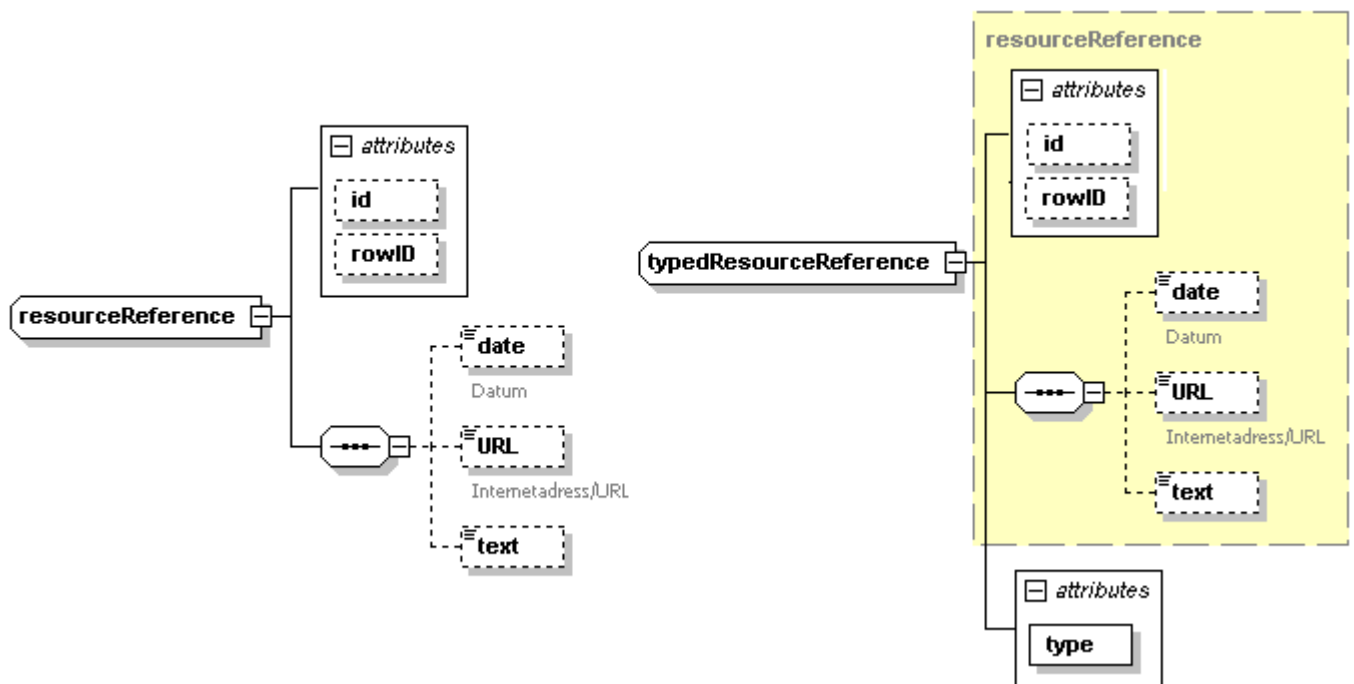 resourceReference
attributes
id
rowID
date
Datum
URL
Internetadress/URL
text
typedResourceReference
resourceReference
attributes
id
rowID
date
Datum
URL
Internetadress/URL
text
attributes
type